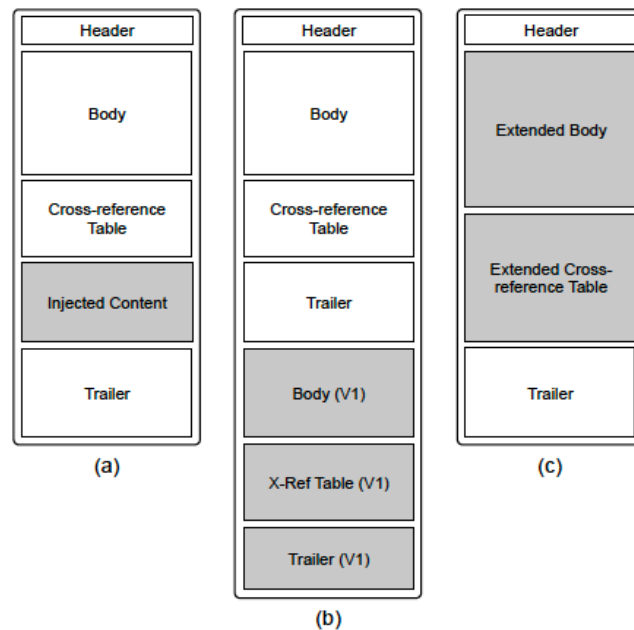 Header
Body
Cross-reference
Table
Injected Content
Trailer
(a)
Header
Body
Cross-reference
Table
Trailer
Body (V1)
X-Ref Table (V1)
Trailer (V1)
(b)
Header
Extended Body
Extended Cross-
reference Table
Trailer
(c)